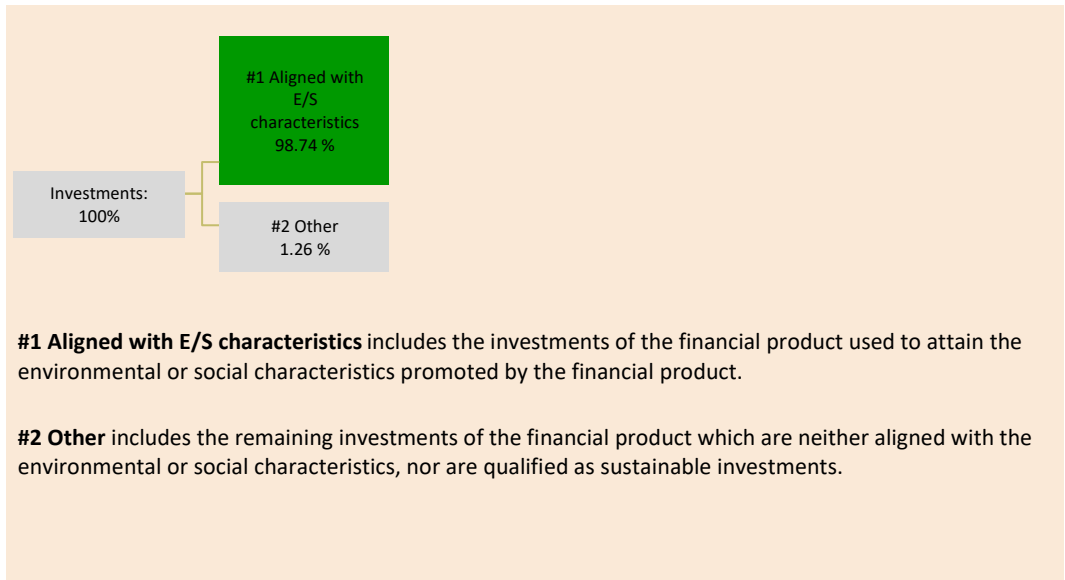 #1 Aligned with
E/S
characteristics
98.74 %
Investments:
100%
#2 Other
1.26 %
#1 Aligned with E/S characteristics includes the investments of the financial product used to attain the
environmental or social characteristics promoted by the financial product.
#2 Other includes the remaining investments of the financial product which are neither aligned with the
environmental or social characteristics, nor are qualified as sustainable investments.